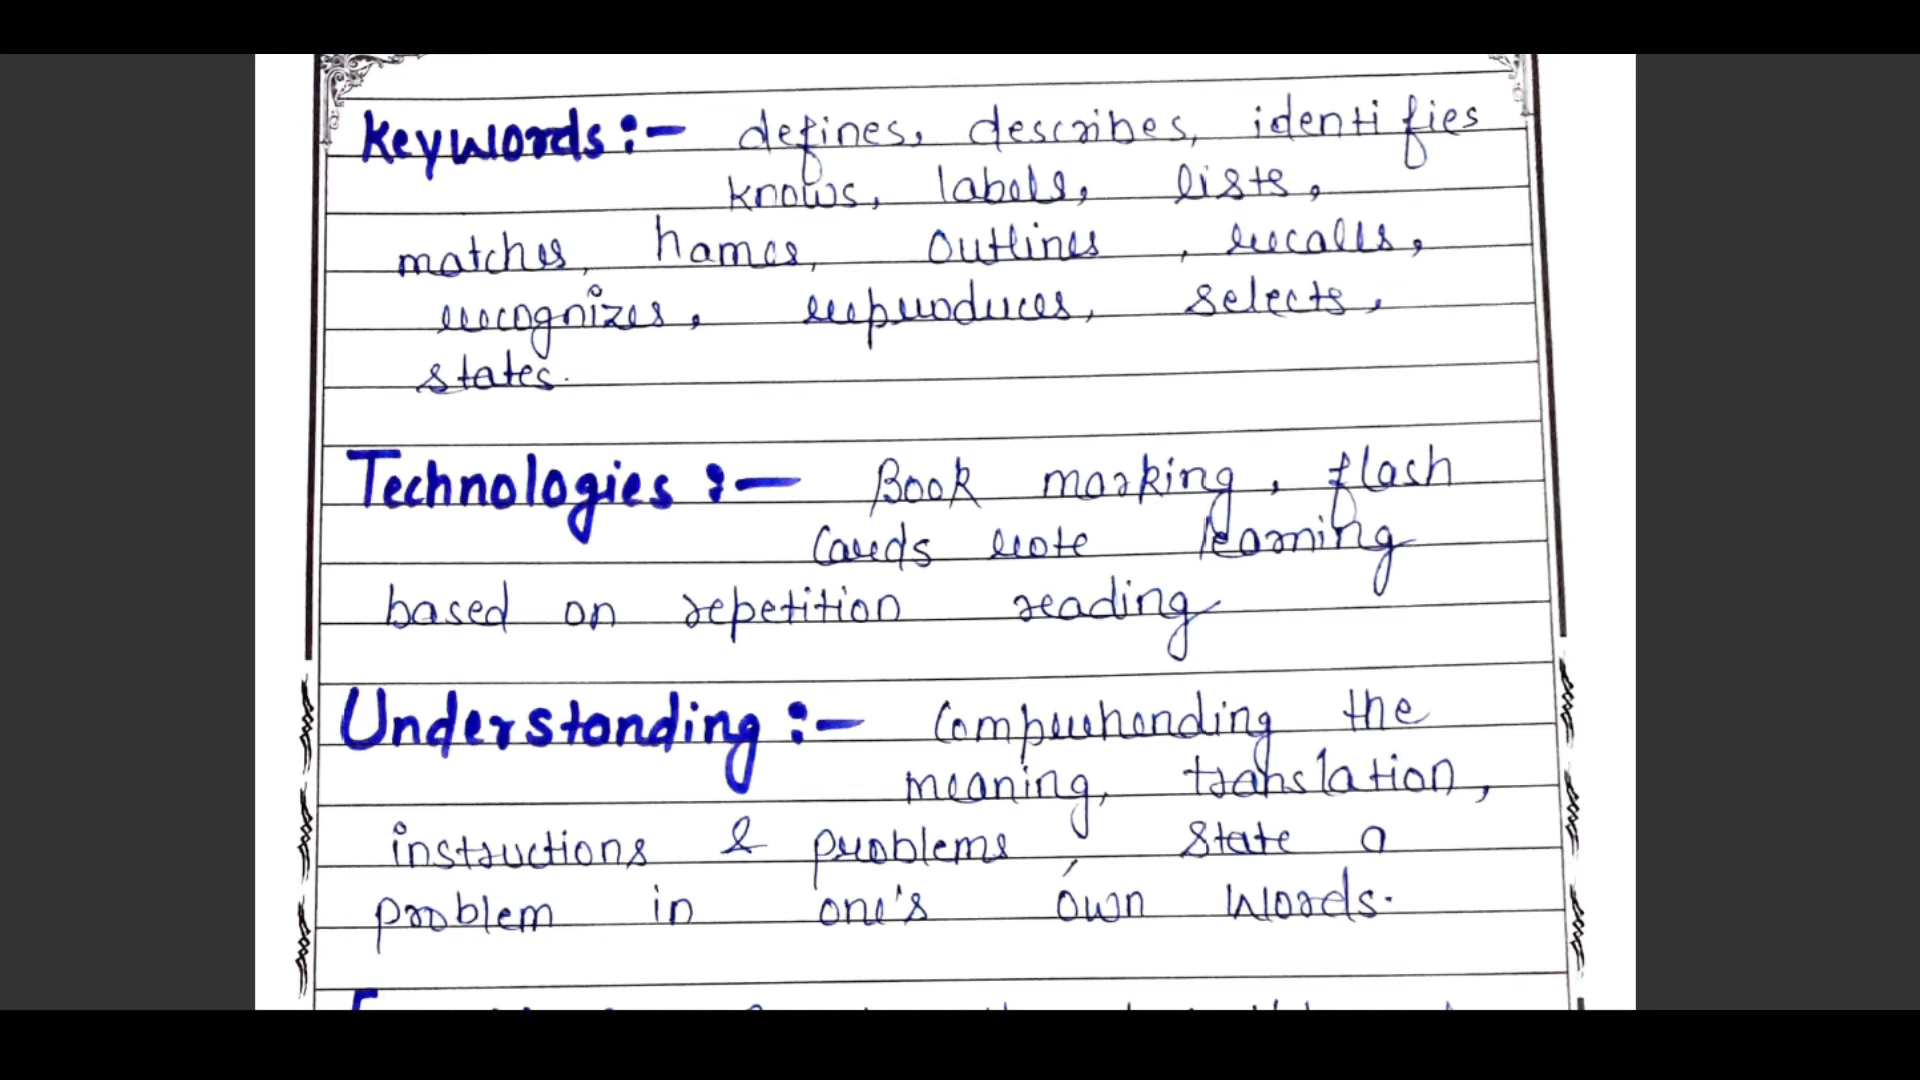 Keywords:- defines, describes, identifies
knows, labels, lists,
matches, names, outlines, recalls,
recognizes, reproduces, selects,
states.
Technologies:- Book marking, flash
Cards rote learning
based on repetition reading
Understanding:- Comprehending the
meaning, translation,
instructions & problems, State a
problem in one's own words.